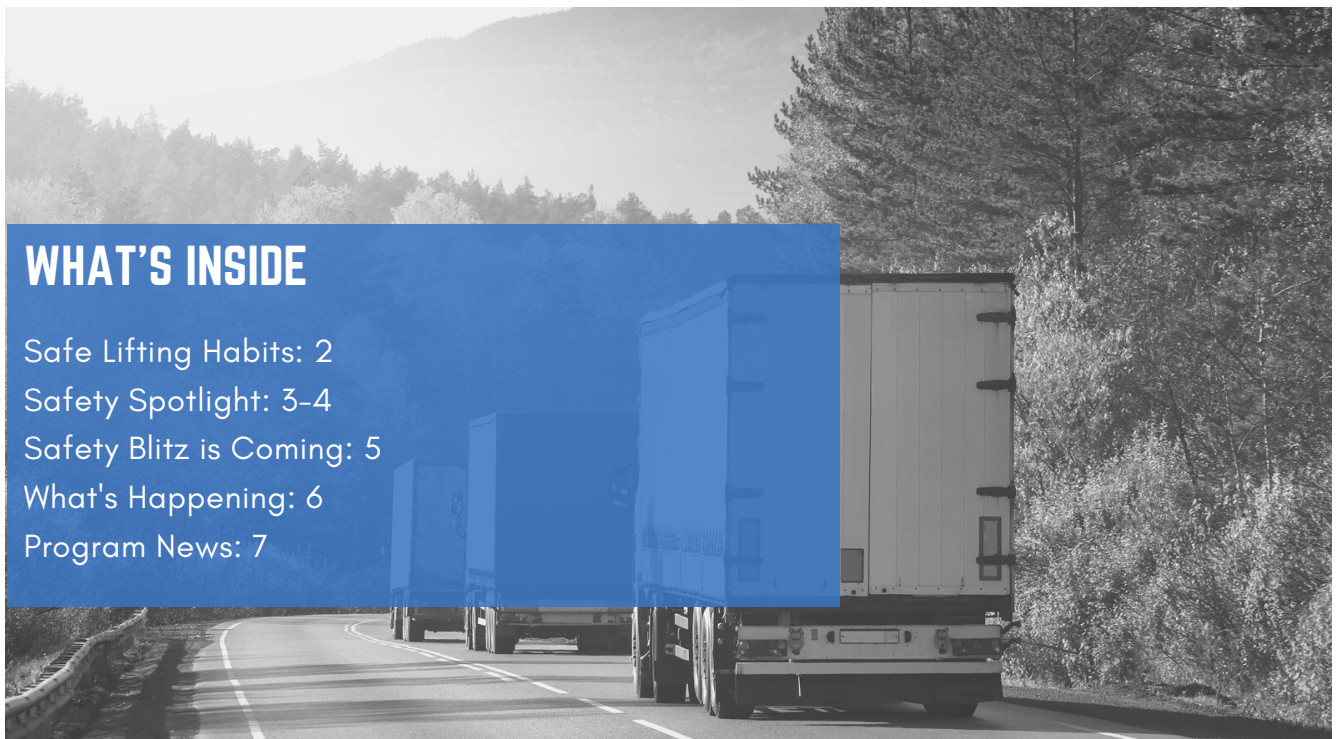 WHAT'S INSIDE
Safe Lifting Habits: 2
Safety Spotlight: 3-4
Safety Blitz is Coming: 5
What's Happening: 6
Program News: 7